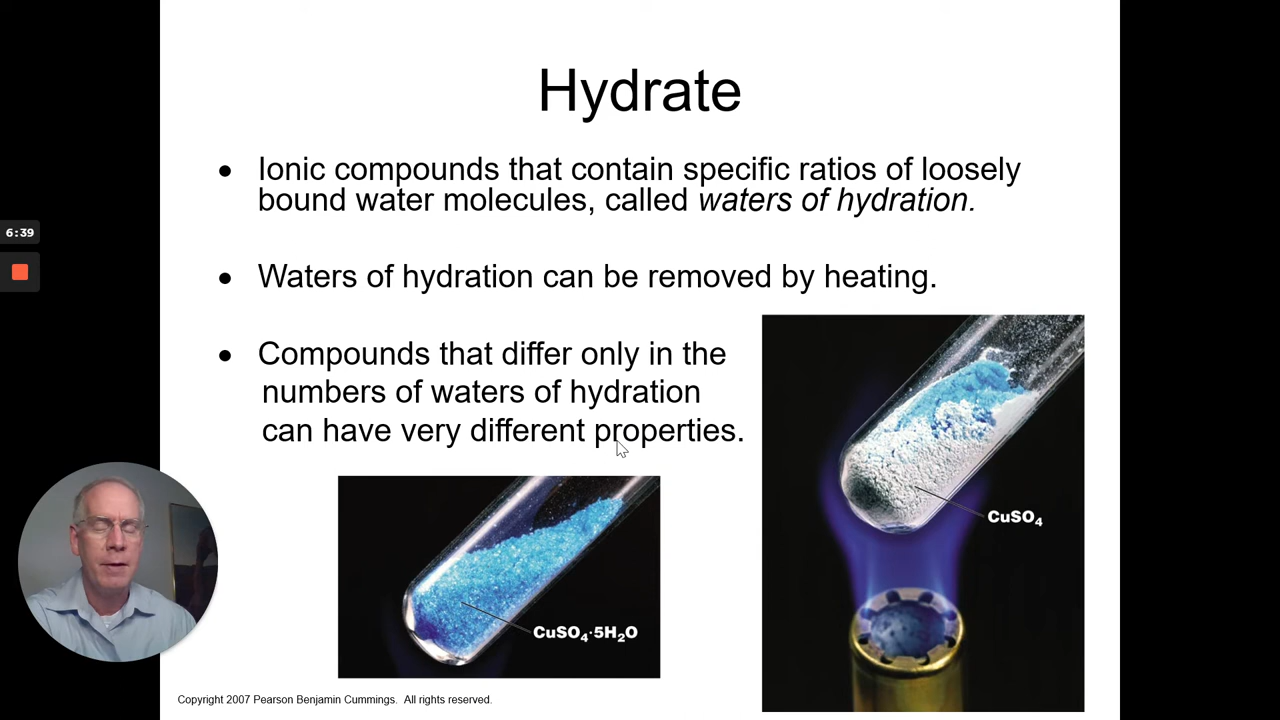 Hydrate
• Ionic compounds that contain specific ratios of loosely
bound water molecules, called waters of hydration.
• Waters of hydration can be removed by heating.
• Compounds that differ only in the
numbers of waters of hydration
can have very different properties.
6:39
CuSO₄
CuSO₄·5H₂O
Copyright 2007 Pearson Benjamin Cummings. All rights reserved.